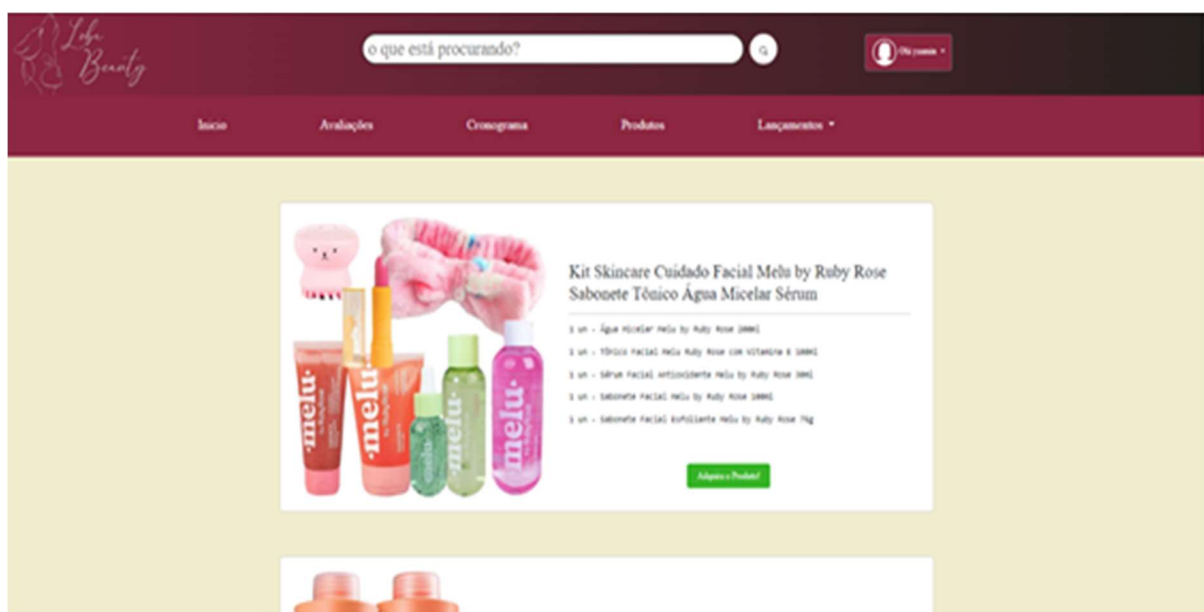 Loba
Beauty
o que está procurando?
Olá yasmin
Inicio
Avaliações
Cronograma
Produtos
Lançamentos
Kit Skincare Cuidado Facial Melu by Ruby Rose
Sabonete Tônico Água Micelar Sérum
1 un - Água Micelar Melu by Ruby Rose 200ml
1 un - Tônico Facial Melu Ruby Rose com Vitamina E 100ml
1 un - Sérum Facial Antioxidante Melu by Ruby Rose 30ml
1 un - Sabonete Facial Melu by Ruby Rose 100ml
1 un - Sabonete Facial Esfoliante Melu by Ruby Rose 75g
Adquira o Produto!
melu
melu
melu
melu
melu